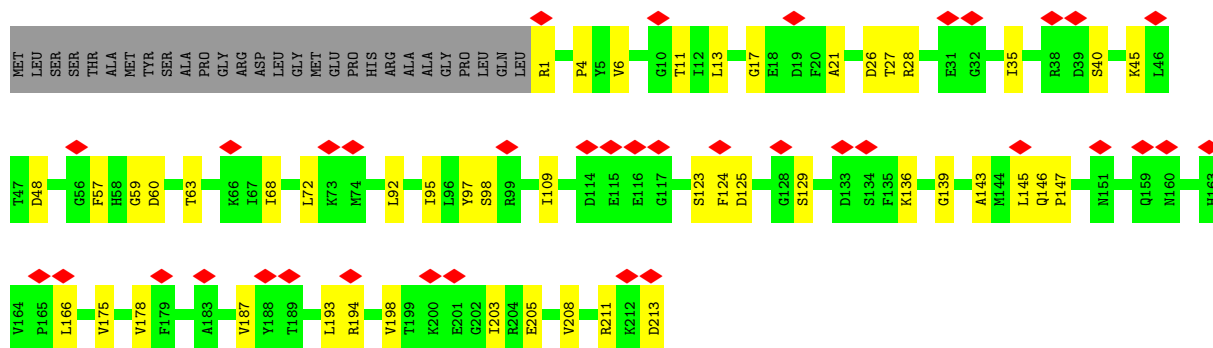 MET LEU SER SER THR ALA MET TYR SER ALA PRO GLY ARG ASP LEU GLY MET GLU PRO HIS ARG ALA ALA GLY PRO LEU GLN LEU R1 P4 Y5 V6 G10 T11 I12 L13 G17 E18 D19 F20 A21 D26 T27 R28 E31 G32 I35 R38 D39 S40 K45 L46
T47 D48 G56 F57 H58 G59 D60 T63 K66 I67 I68 L72 K73 M74 L92 I95 L96 Y97 S98 R99 I109 D114 E115 E116 G117 S123 F124 D125 G128 S129 D133 S134 F135 K136 G139 A143 M144 L145 Q146 P147 N151 Q159 N160 H163
V164 P165 L166 V175 V178 F179 A183 V187 Y188 T189 L193 R194 V198 T199 K200 E201 G202 I203 R204 E205 V208 R211 K212 D213